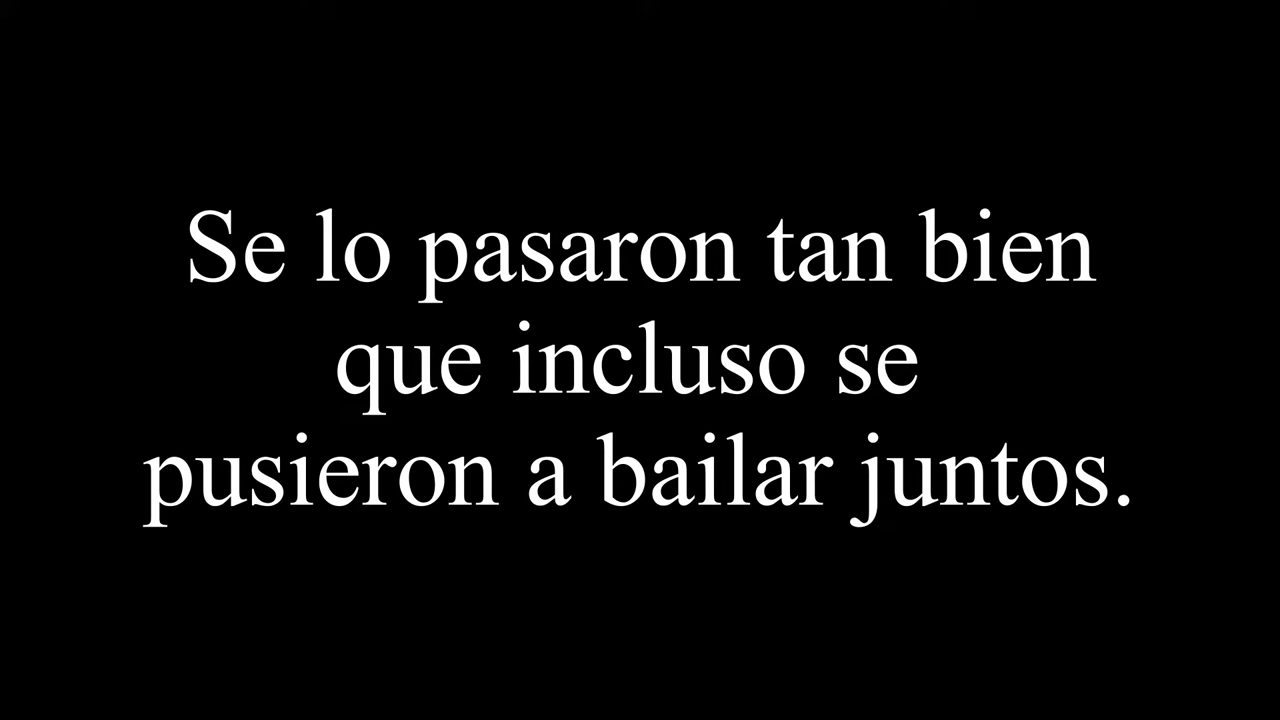 Se lo pasaron tan bien
que incluso se
pusieron a bailar juntos.